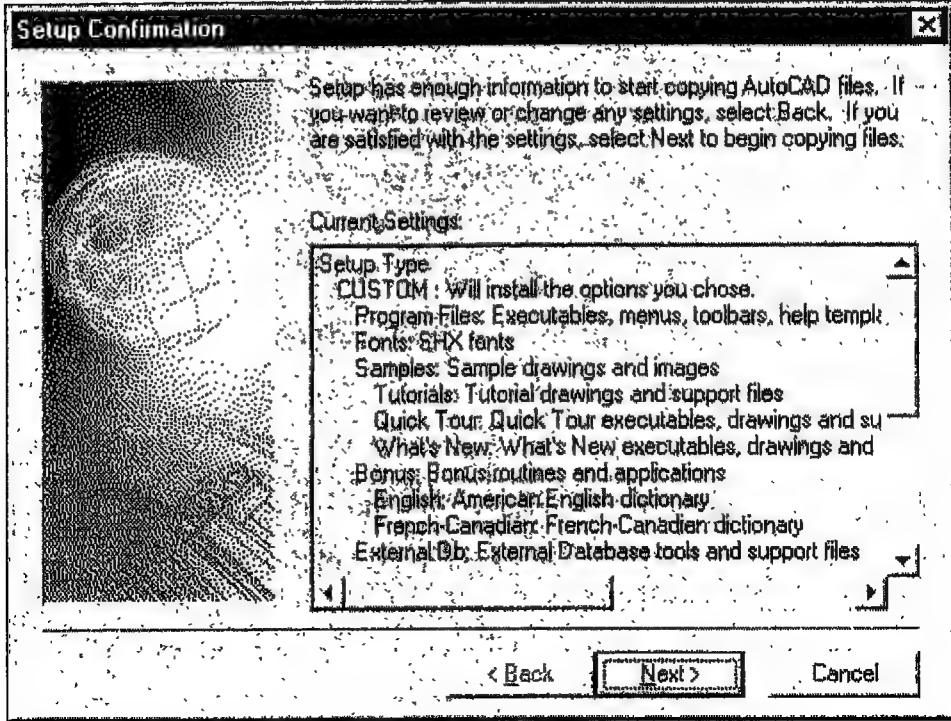 Setup Confirmation
Setup has enough information to start copying AutoCAD files. If
you want to review or change any settings, select Back. If you
are satisfied with the settings, select Next to begin copying files.
Current Settings:
Setup Type
CUSTOM : Will install the options you chose.
Program Files: Executables, menus, toolbars, help templ
Fonts: SHX fonts
Samples: Sample drawings and images
Tutorials: Tutorial drawings and support files
Quick Tour: Quick Tour executables, drawings and su
What's New: What's New executables, drawings and
Bonus: Bonus routines and applications
English: American English dictionary
French-Canadian: French-Canadian dictionary
External Db: External Database tools and support files
< Back Next > Cancel